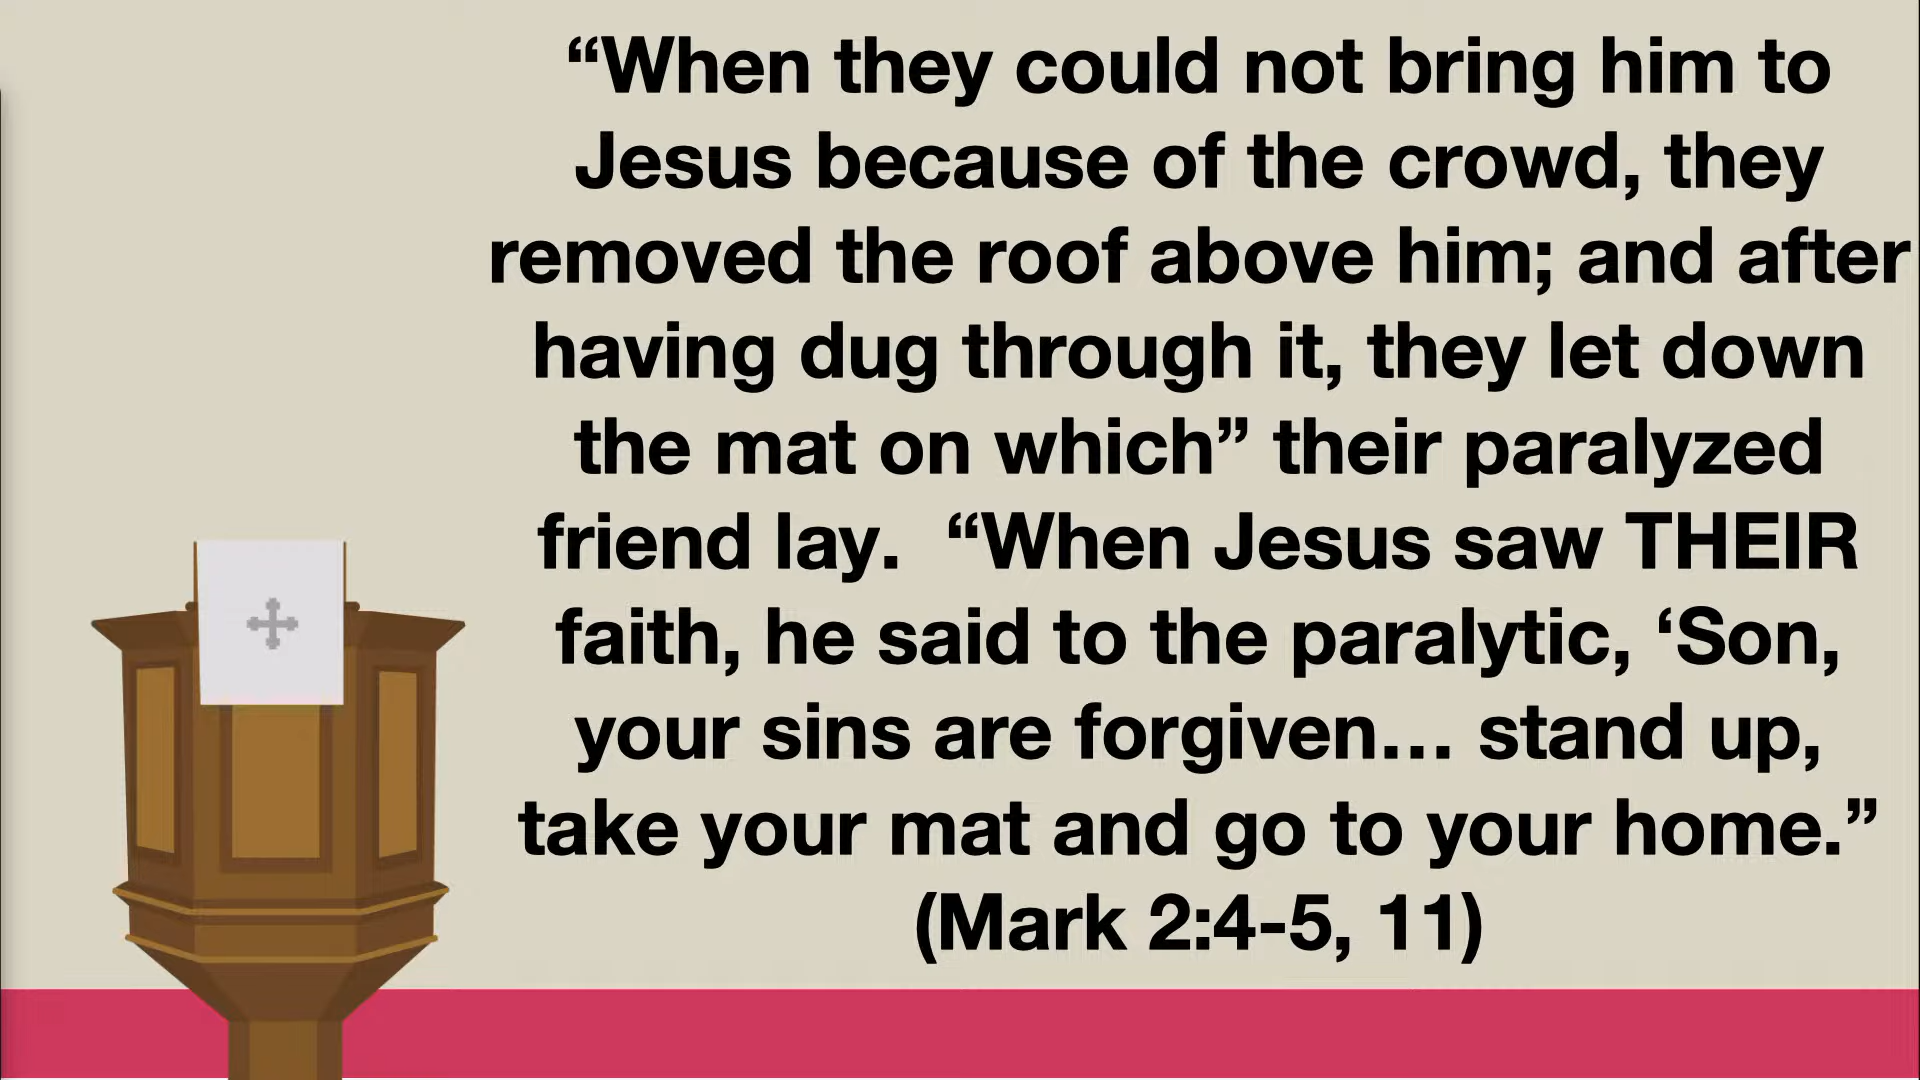 “When they could not bring him to
Jesus because of the crowd, they
removed the roof above him; and after
having dug through it, they let down
the mat on which” their paralyzed
friend lay.  “When Jesus saw THEIR
faith, he said to the paralytic, ‘Son,
your sins are forgiven… stand up,
take your mat and go to your home.”
(Mark 2:4-5, 11)